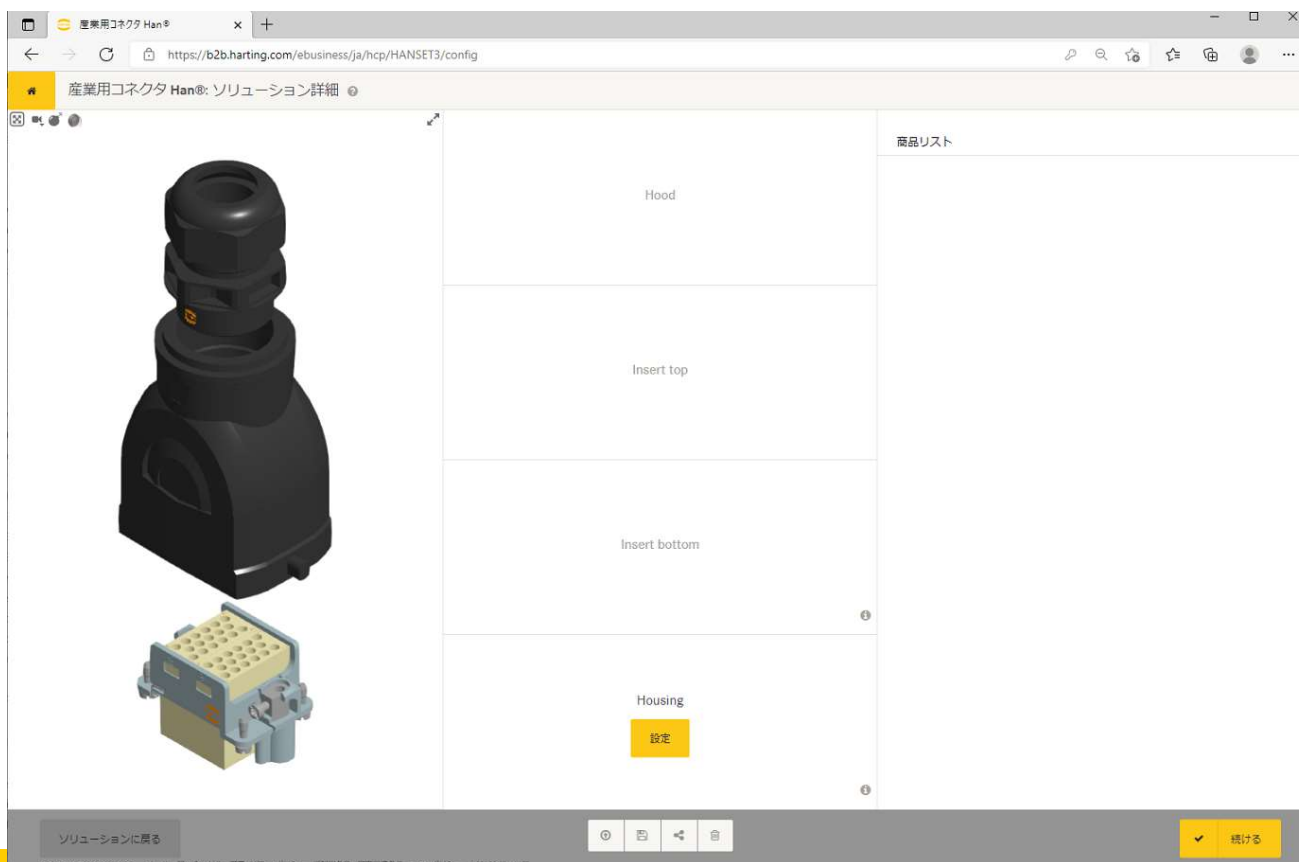 産業用コネクタ Han®
https://b2b.harting.com/ebusiness/ja/hcp/HANSET3/config
産業用コネクタ Han®: ソリューション詳細
商品リスト
Hood
Insert top
Insert bottom
Housing
設定
ソリューションに戻る
続ける